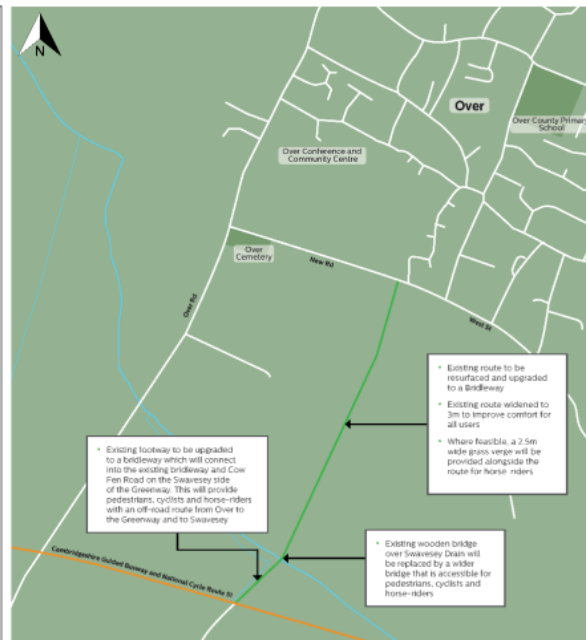 N
Over
Over County Primary
School
Over Conference and
Community Centre
Over
Cemetery
New Rd
Over Rd
West St
• Existing route to be
resurfaced and upgraded
to a Bridleway
• Existing route widened to
3m to improve comfort for
all users
• Where feasible, a 2.5m
wide grass verge will be
provided alongside the
route for horse riders
• Existing footway to be upgraded
to a bridleway which will connect
into the existing bridleway and Cow
Fen Road on the Swavesey side
of the Greenway. This will provide
pedestrians, cyclists and horse-riders
with an off-road route from Over to
the Greenway and to Swavesey
• Existing wooden bridge
over Swavesey Drain will
be replaced by a wider
bridge that is accessible for
pedestrians, cyclists and
horse-riders
Cambridgeshire Guided Busway and National Cycle Route 51